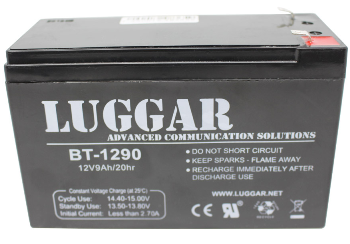 LUGGAR
ADVANCED COMMUNICATION SOLUTIONS
BT-1290
12V9Ah/20hr
• DO NOT SHORT CIRCUIT
• KEEP SPARKS - FLAME AWAY
• RECHARGE IMMEDIATELY AFTER
DISCHARGE USE
Constant Voltage Charge (at 25°C)
Cycle Use: 14.40-15.00V
Standby Use: 13.50-13.80V
Initial Current: Less than 2.70A
WWW.LUGGAR.NET
CE